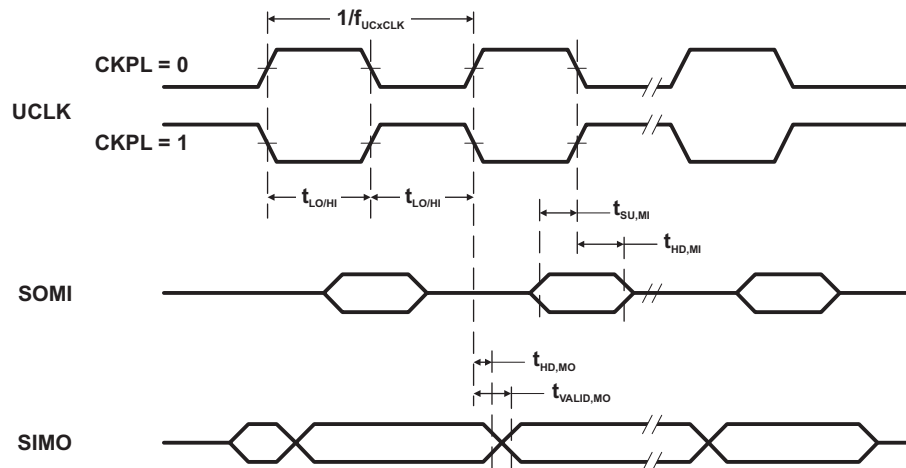 1/fUCxCLK
CKPL = 0
UCLK
CKPL = 1
tLO/HI tLO/HI
tSU,MI
tHD,MI
SOMI
tHD,MO
tVALID,MO
SIMO